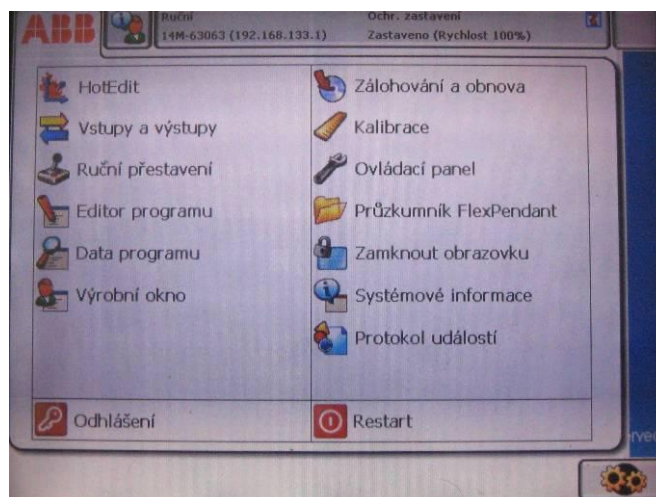 ABB
Ruční
14M-63063 (192.168.133.1)
Ochr. zastavení
Zastaveno (Rychlost 100%)
HotEdit
Vstupy a výstupy
Ruční přestavení
Editor programu
Data programu
Výrobní okno
Zálohování a obnova
Kalibrace
Ovládací panel
Průzkumník FlexPendant
Zamknout obrazovku
Systémové informace
Protokol událostí
Odhlášení
Restart